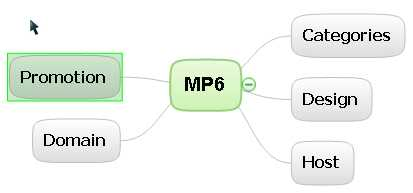 Categories
Promotion
MP6
Design
Domain
Host